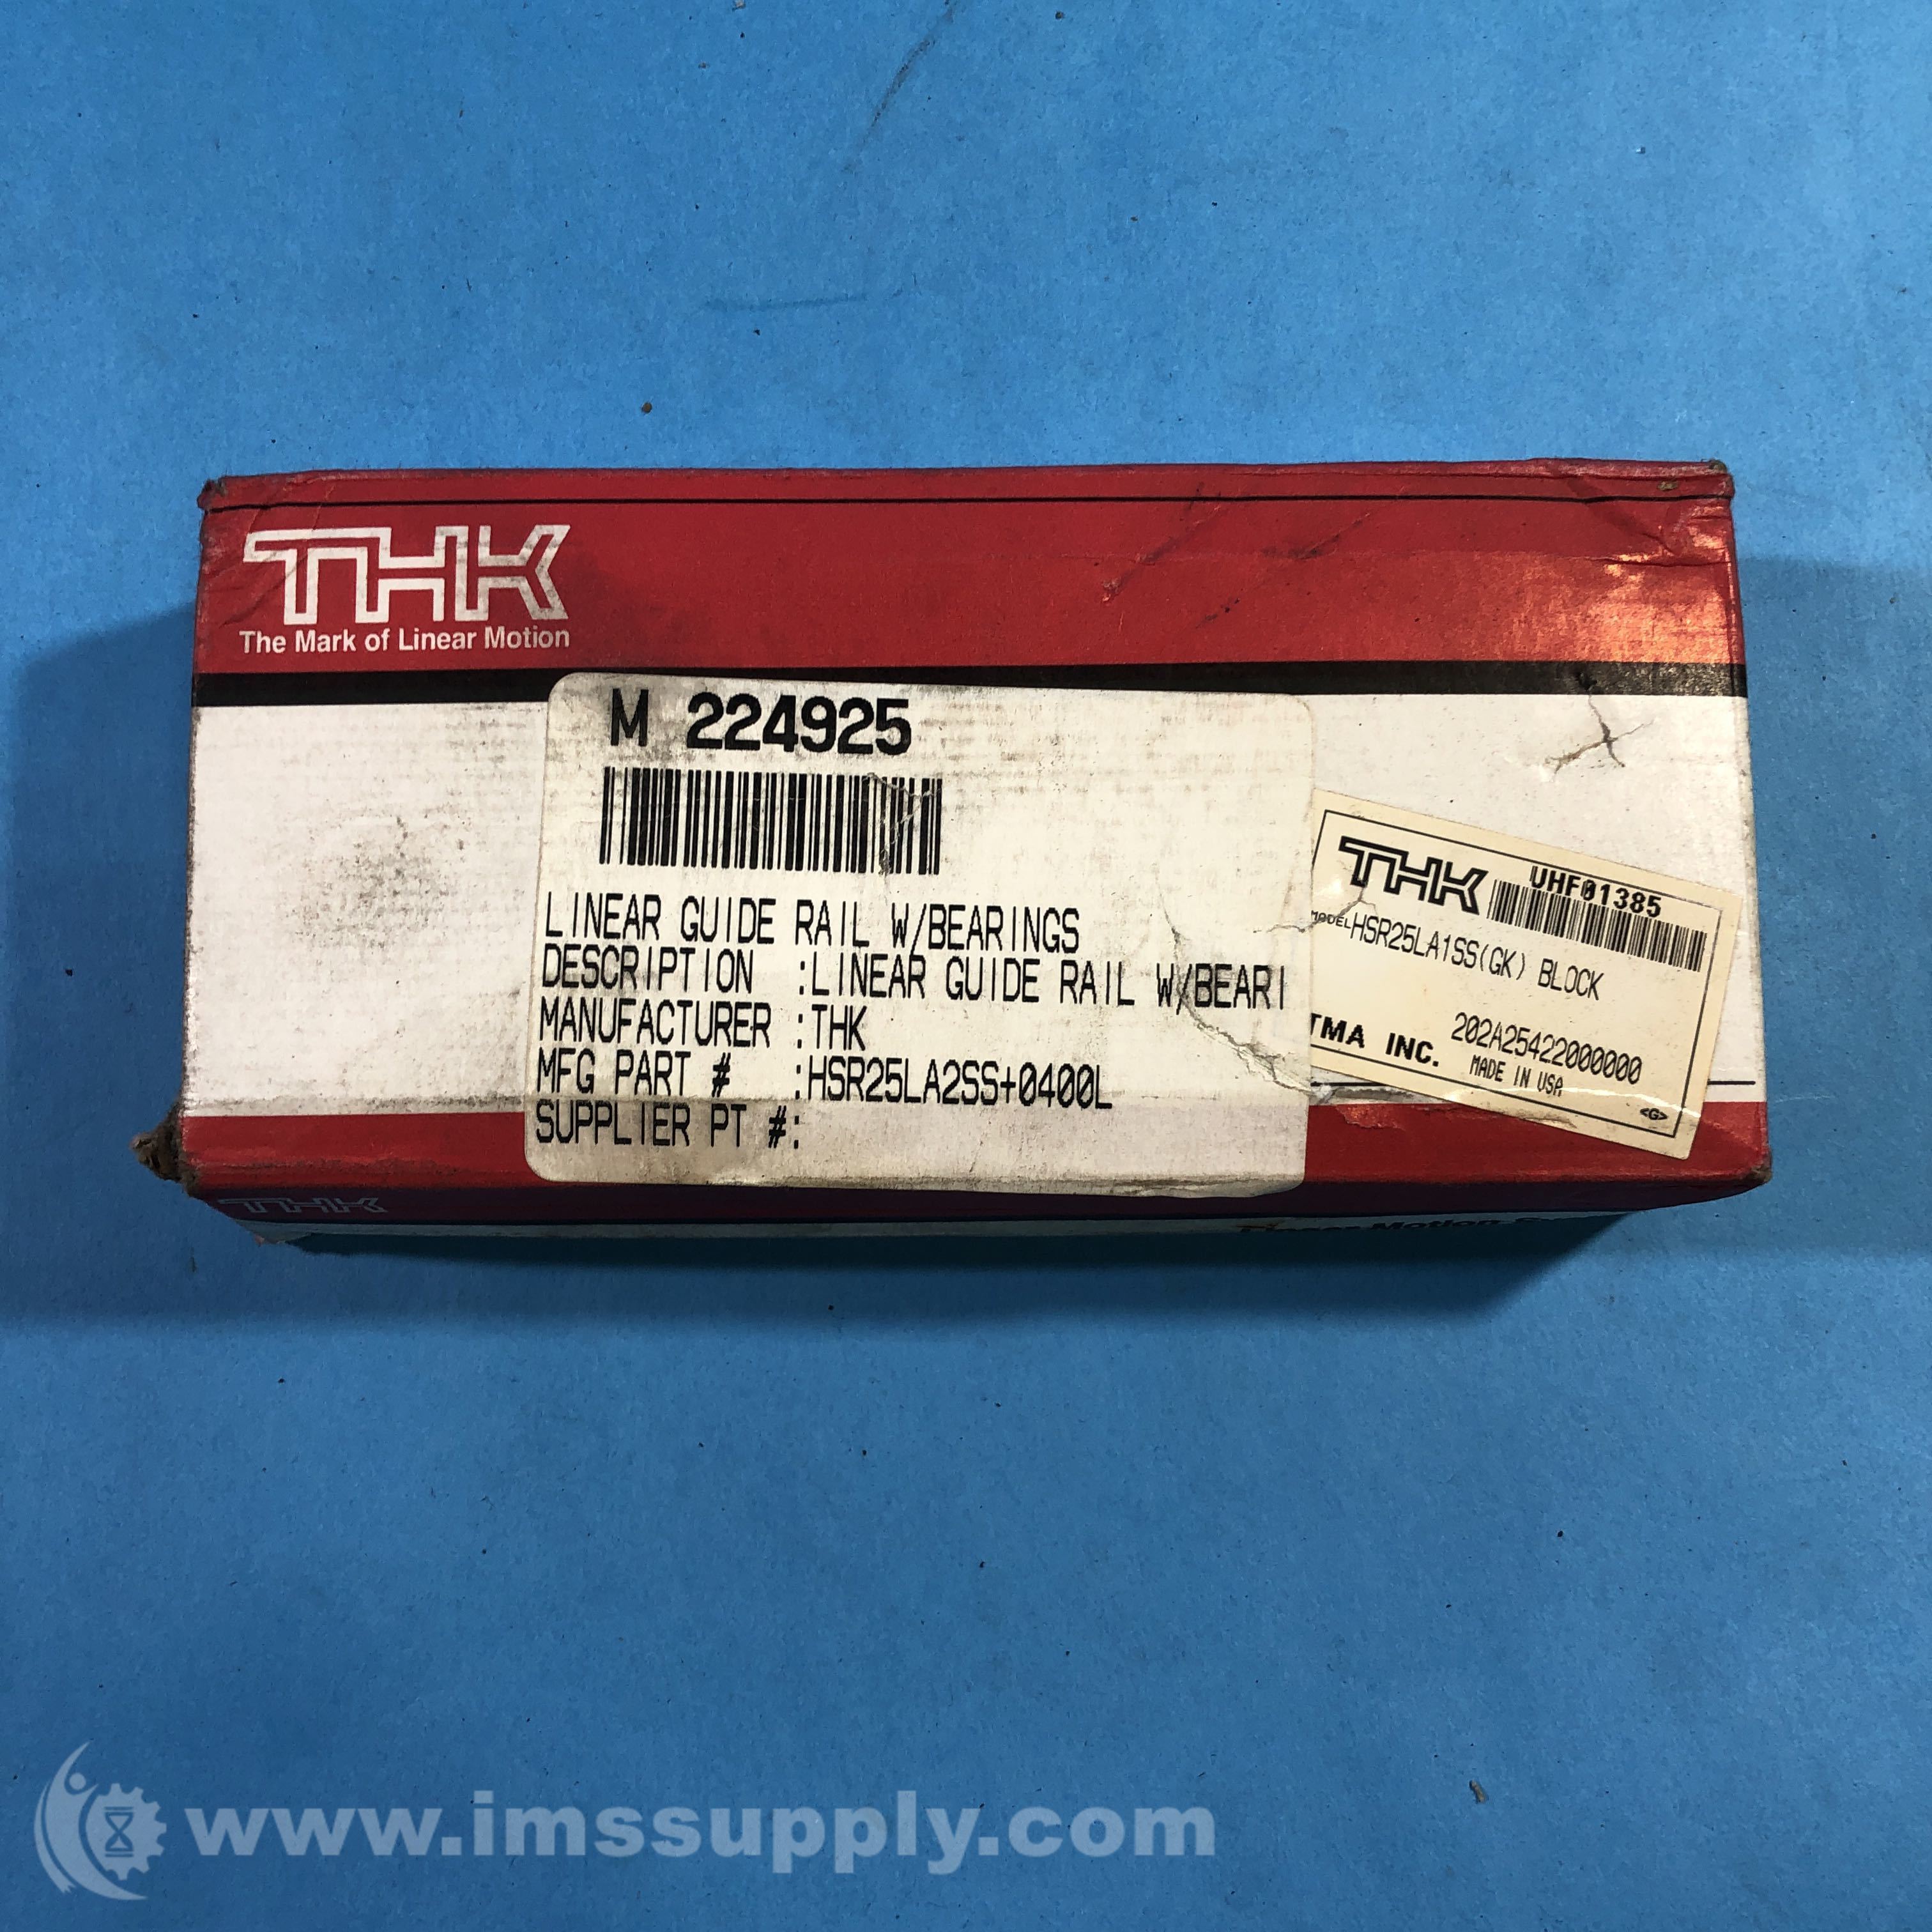 THK
The Mark of Linear Motion
M 224925
LINEAR GUIDE RAIL W/BEARINGS
DESCRIPTION :LINEAR GUIDE RAIL W/BEARI
MANUFACTURER :THK
MFG PART # :HSR25LA2SS+0400L
SUPPLIER PT #:
THK UHF01385
MODEL HSR25LA1SS(GK) BLOCK
TMA INC. 202A25422000000
MADE IN USA
<G>
THK
Linear Motion
www.imssupply.com